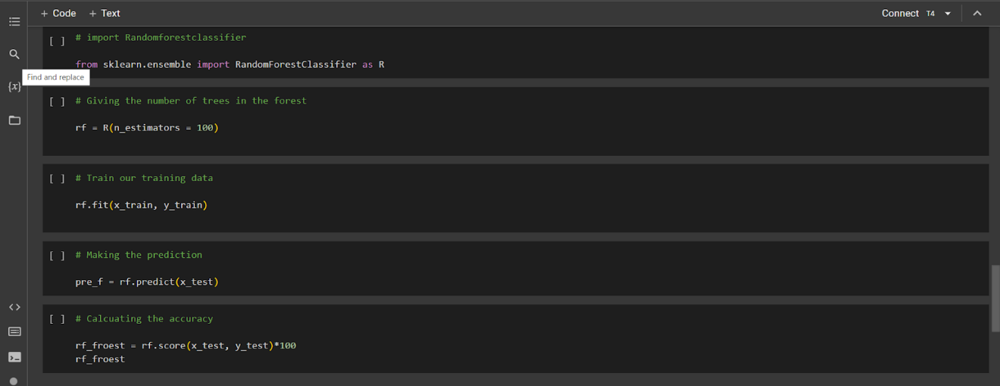 + Code + Text
Connect T4
[ ] # import Randomforestclassifier
from sklearn.ensemble import RandomForestClassifier as R
Find and replace
{x}
[ ] # Giving the number of trees in the forest
rf = R(n_estimators = 100)
[ ] # Train our training data
rf.fit(x_train, y_train)
[ ] # Making the prediction
pre_f = rf.predict(x_test)
[ ] # Calcuating the accuracy
rf_froest = rf.score(x_test, y_test)*100
rf_froest